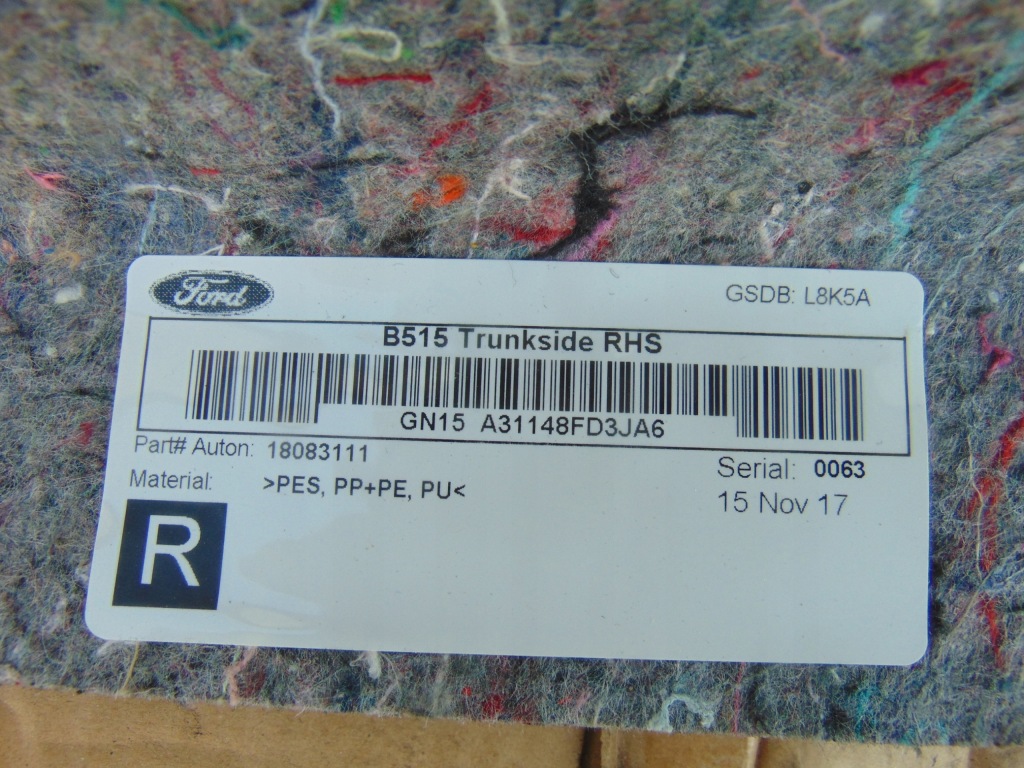 Ford
GSDB: L8K5A
B515 Trunkside RHS
GN15 A31148FD3JA6
Part# Auton: 18083111
Serial: 0063
Material: >PES, PP+PE, PU<
15 Nov 17
R